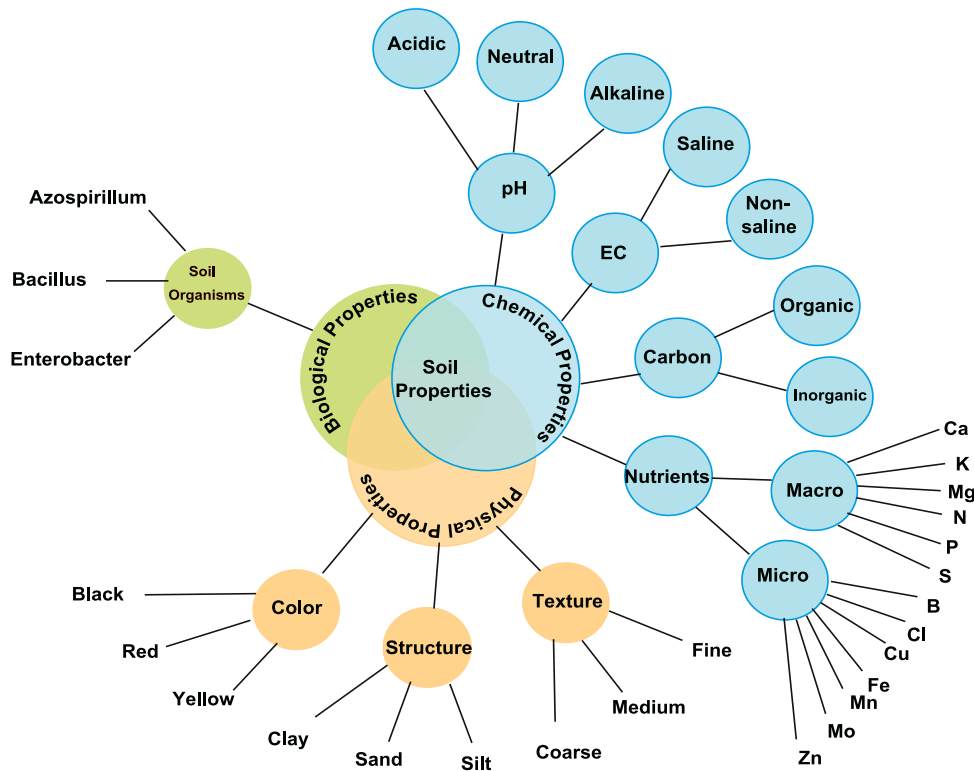 Acidic
Neutral
Alkaline
pH
Saline
Non-
saline
EC
Azospirillum
Bacillus
Enterobacter
Soil
Organisms
Biological Properties
Chemical Properties
Physical Properties
Soil
Properties
Organic
Carbon
Inorganic
Nutrients
Macro
Ca
K
Mg
N
P
S
Micro
B
Cl
Cu
Fe
Mn
Mo
Zn
Color
Black
Red
Yellow
Structure
Clay
Sand
Silt
Texture
Fine
Medium
Coarse